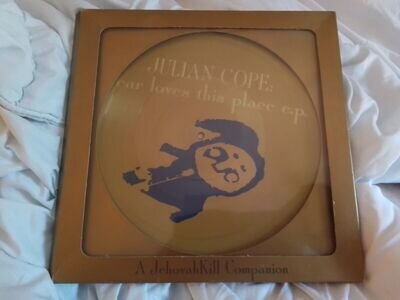 JULIAN COPE:
ear loves this place e.p.
A JehovahKill Companion